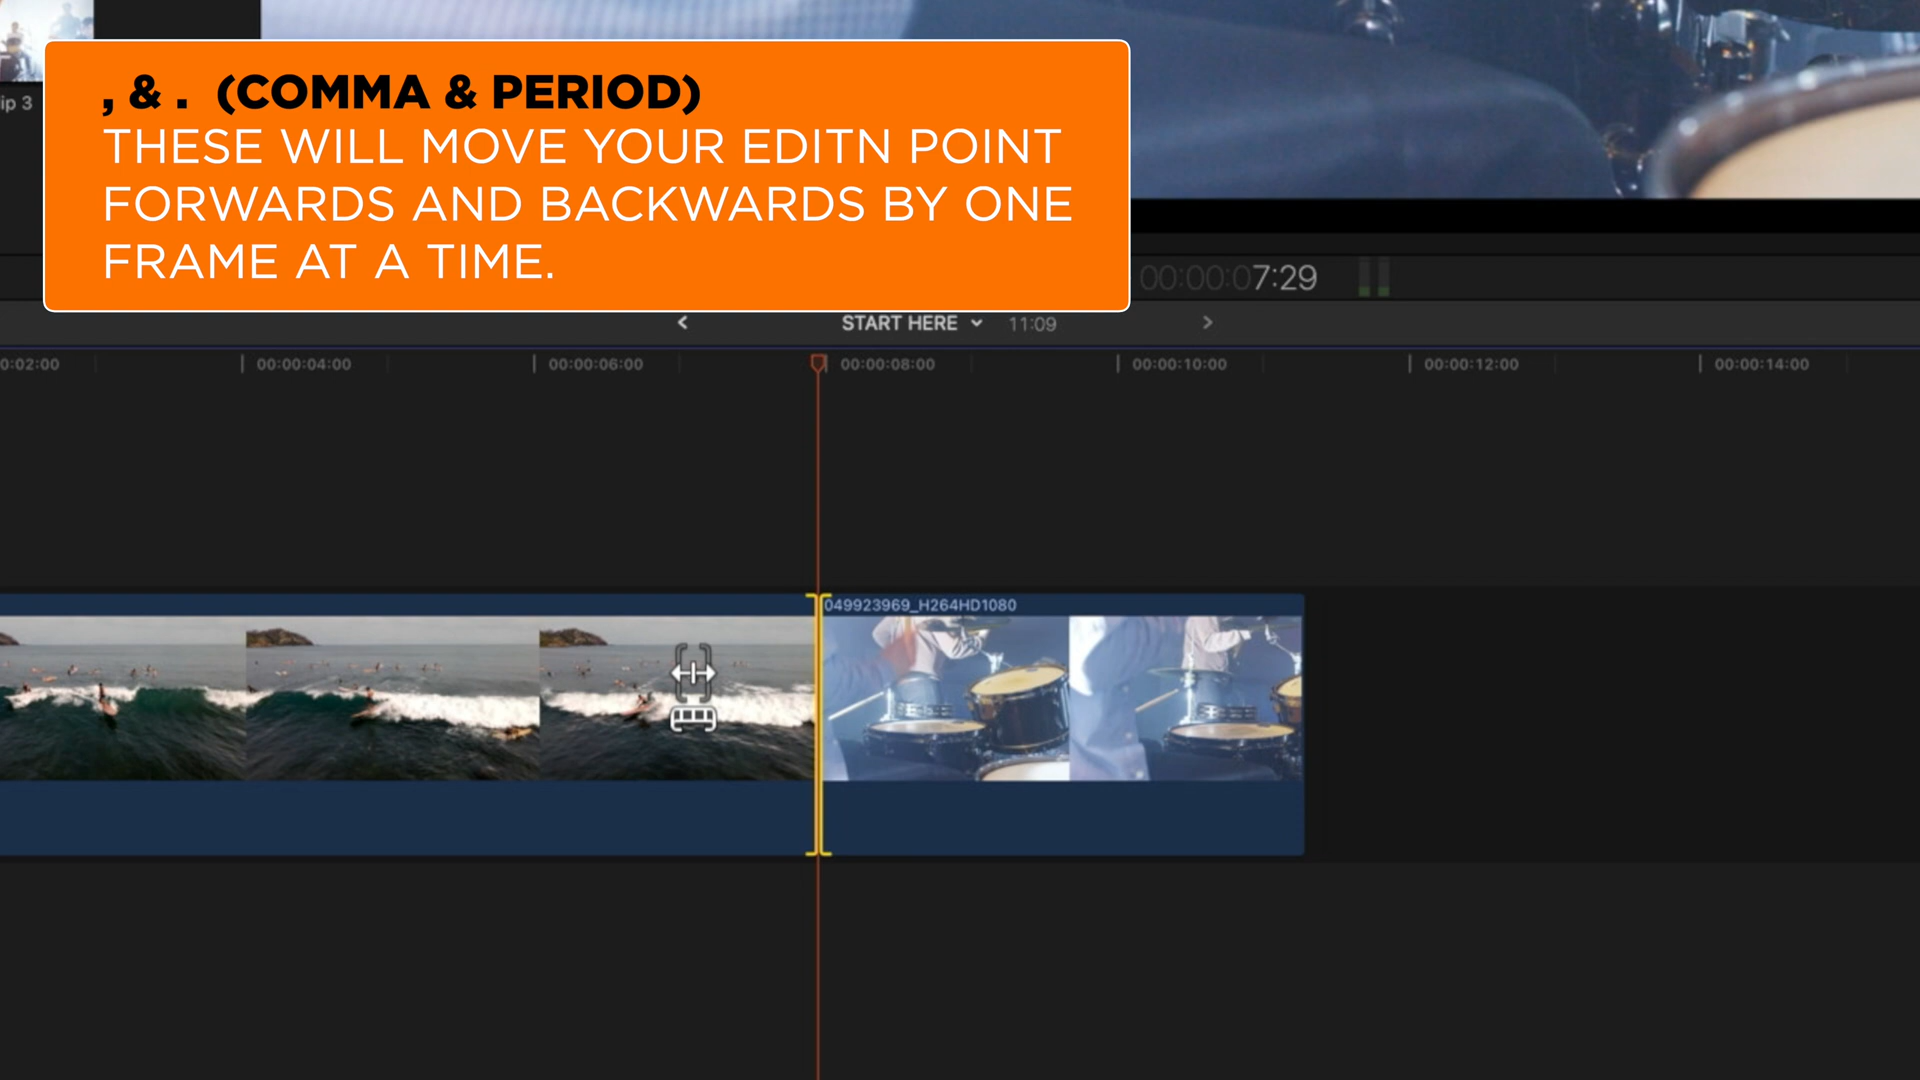 , & . (COMMA & PERIOD)
THESE WILL MOVE YOUR EDITN POINT
FORWARDS AND BACKWARDS BY ONE
FRAME AT A TIME.
ip 3
00:00:07:29
START HERE 11:09
0:02:00 00:00:04:00 00:00:06:00 00:00:08:00 00:00:10:00 00:00:12:00 00:00:14:00
049923969_H264HD1080